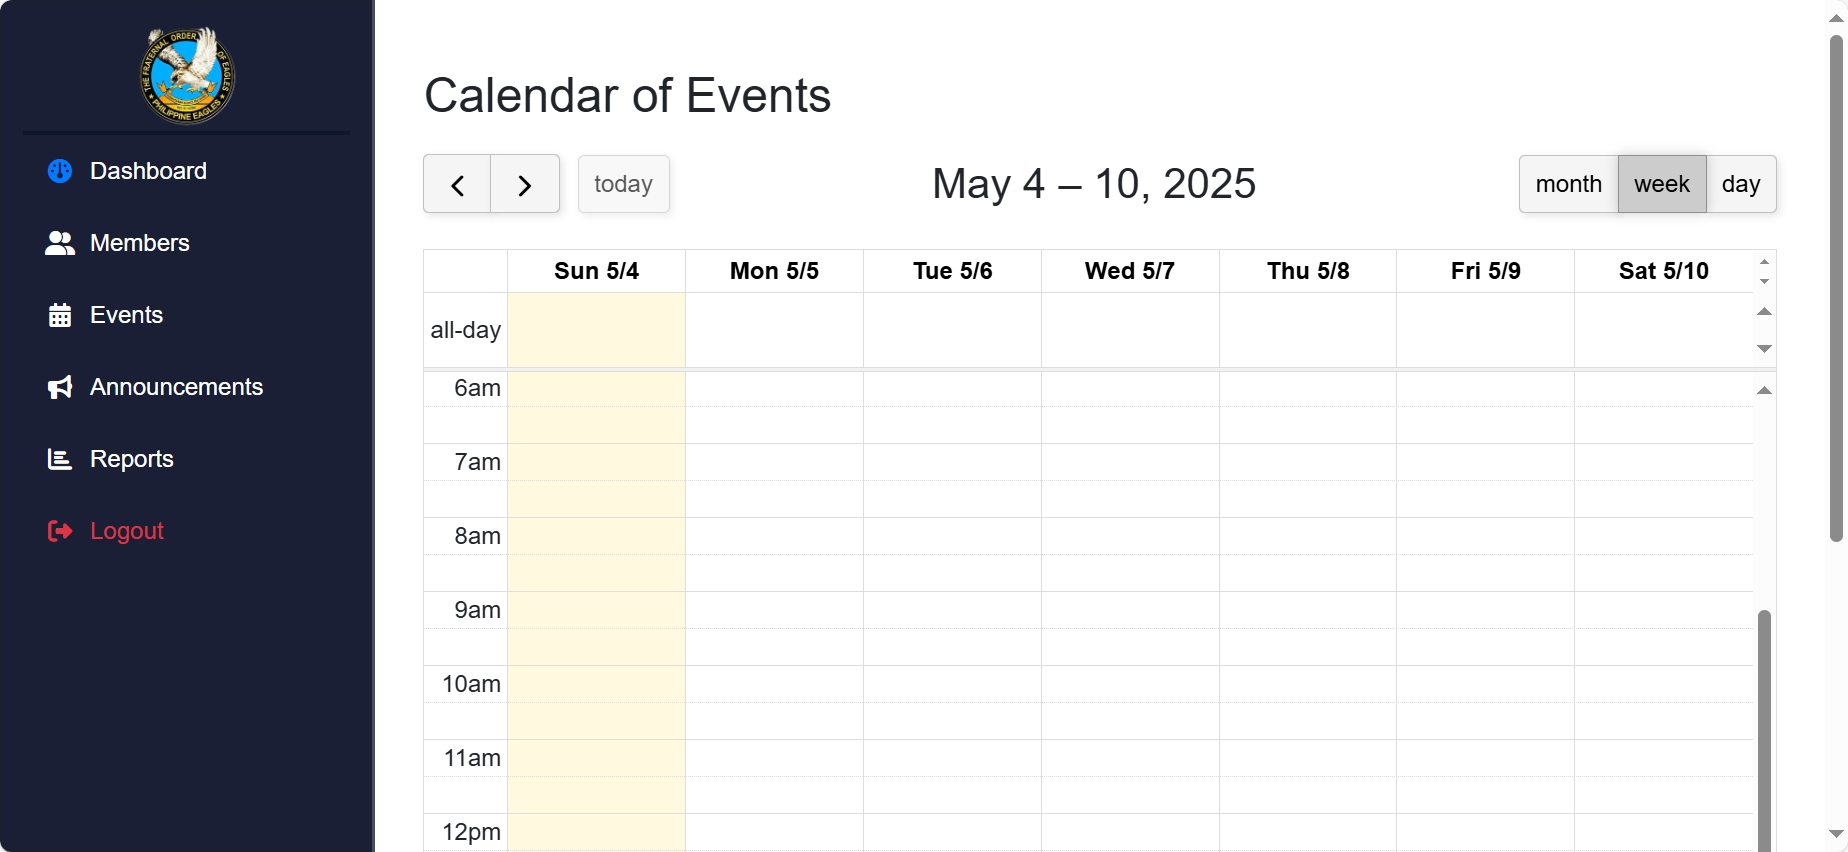 THE FRATERNAL ORDER OF EAGLES
PHILIPPINE EAGLES
Dashboard
Members
Events
Announcements
Reports
Logout
Calendar of Events
today
May 4 – 10, 2025
month week day
Sun 5/4 Mon 5/5 Tue 5/6 Wed 5/7 Thu 5/8 Fri 5/9 Sat 5/10
all-day
6am
7am
8am
9am
10am
11am
12pm